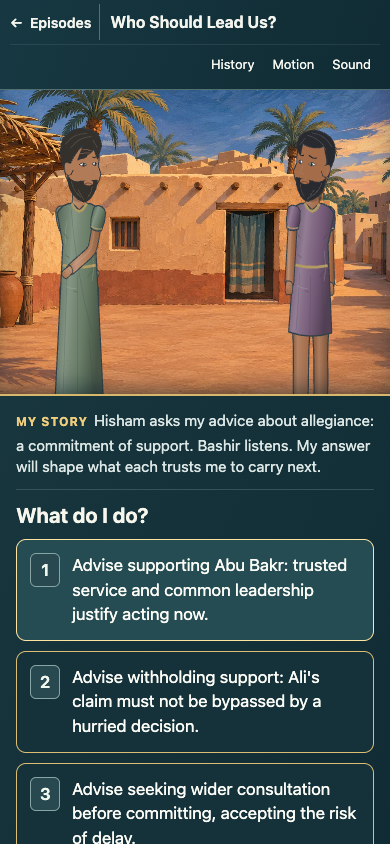 ← Episodes
Who Should Lead Us?
History Motion Sound
MY STORY Hisham asks my advice about allegiance:
a commitment of support. Bashir listens. My answer
will shape what each trusts me to carry next.
What do I do?
1
Advise supporting Abu Bakr: trusted
service and common leadership
justify acting now.
2
Advise withholding support: Ali's
claim must not be bypassed by a
hurried decision.
3
Advise seeking wider consultation
before committing, accepting the risk
of delay.